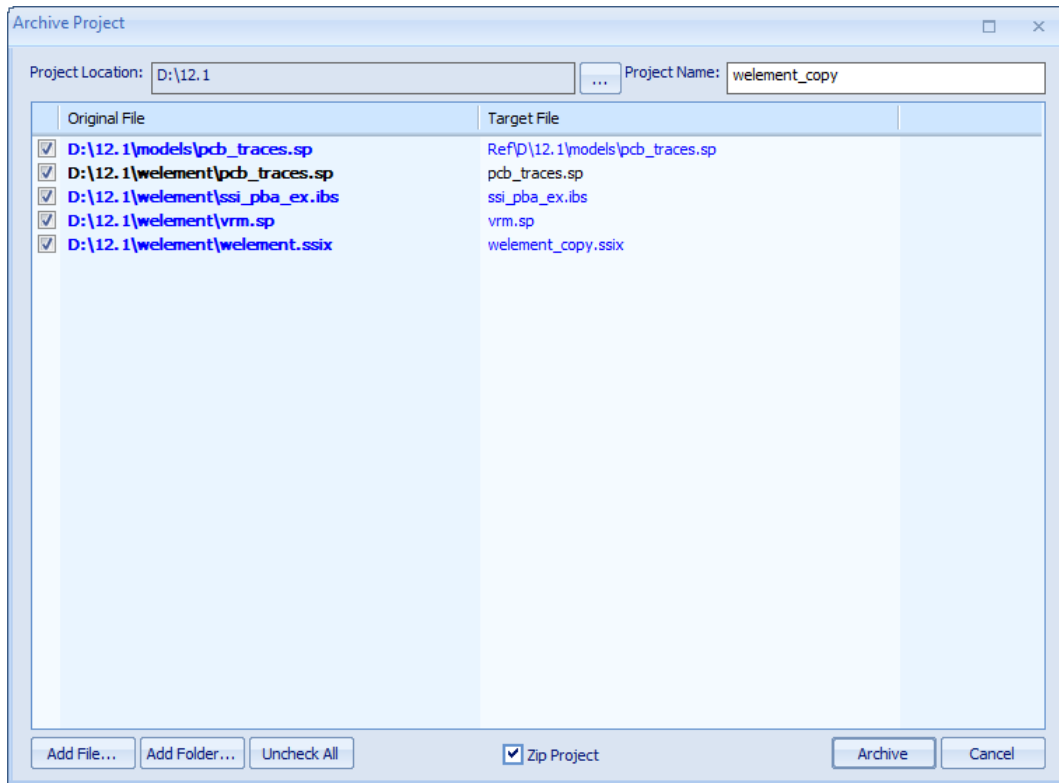 Archive Project
Project Location: D:\12.1 ... Project Name: welement_copy
Original File Target File
D:\12.1\models\pcb_traces.sp Ref\D\12.1\models\pcb_traces.sp
D:\12.1\welement\pcb_traces.sp pcb_traces.sp
D:\12.1\welement\ssi_pba_ex.ibs ssi_pba_ex.ibs
D:\12.1\welement\vrm.sp vrm.sp
D:\12.1\welement\welement.ssix welement_copy.ssix
Add File... Add Folder... Uncheck All Zip Project Archive Cancel